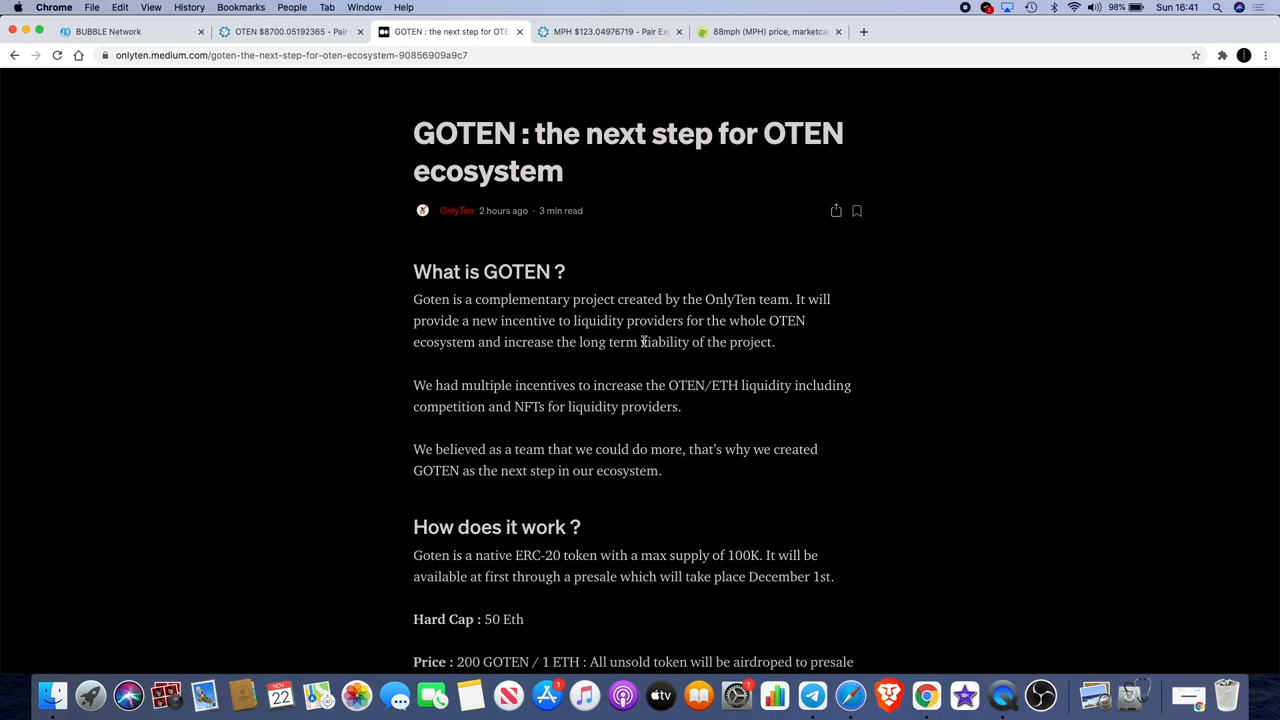 Chrome File Edit View History Bookmarks People Tab Window Help 98% Sun 16:41
BUBBLE Network OTEN $8700.05192365 - Pair E GOTEN : the next step for OTE MPH $123.04976719 - Pair Ex 88mph (MPH) price, marketca
onlyten.medium.com/goten-the-next-step-for-oten-ecosystem-90856909a9c7
GOTEN : the next step for OTEN
ecosystem
OnlyTen 2 hours ago · 3 min read
What is GOTEN ?
Goten is a complementary project created by the OnlyTen team. It will
provide a new incentive to liquidity providers for the whole OTEN
ecosystem and increase the long term viability of the project.
We had multiple incentives to increase the OTEN/ETH liquidity including
competition and NFTs for liquidity providers.
We believed as a team that we could do more, that's why we created
GOTEN as the next step in our ecosystem.
How does it work ?
Goten is a native ERC-20 token with a max supply of 100K. It will be
available at first through a presale which will take place December 1st.
Hard Cap : 50 Eth
Price : 200 GOTEN / 1 ETH : All unsold token will be airdroped to presale
NOV
22
1
1
tv